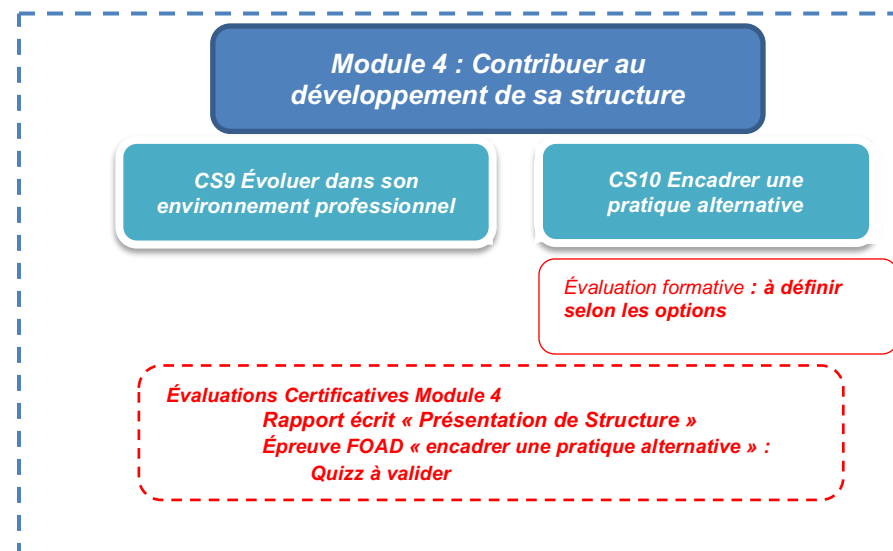 Module 4 : Contribuer au
développement de sa structure
CS9 Évoluer dans son
environnement professionnel
CS10 Encadrer une
pratique alternative
Évaluation formative : à définir
selon les options
Évaluations Certificatives Module 4
Rapport écrit « Présentation de Structure »
Épreuve FOAD « encadrer une pratique alternative » :
Quizz à valider